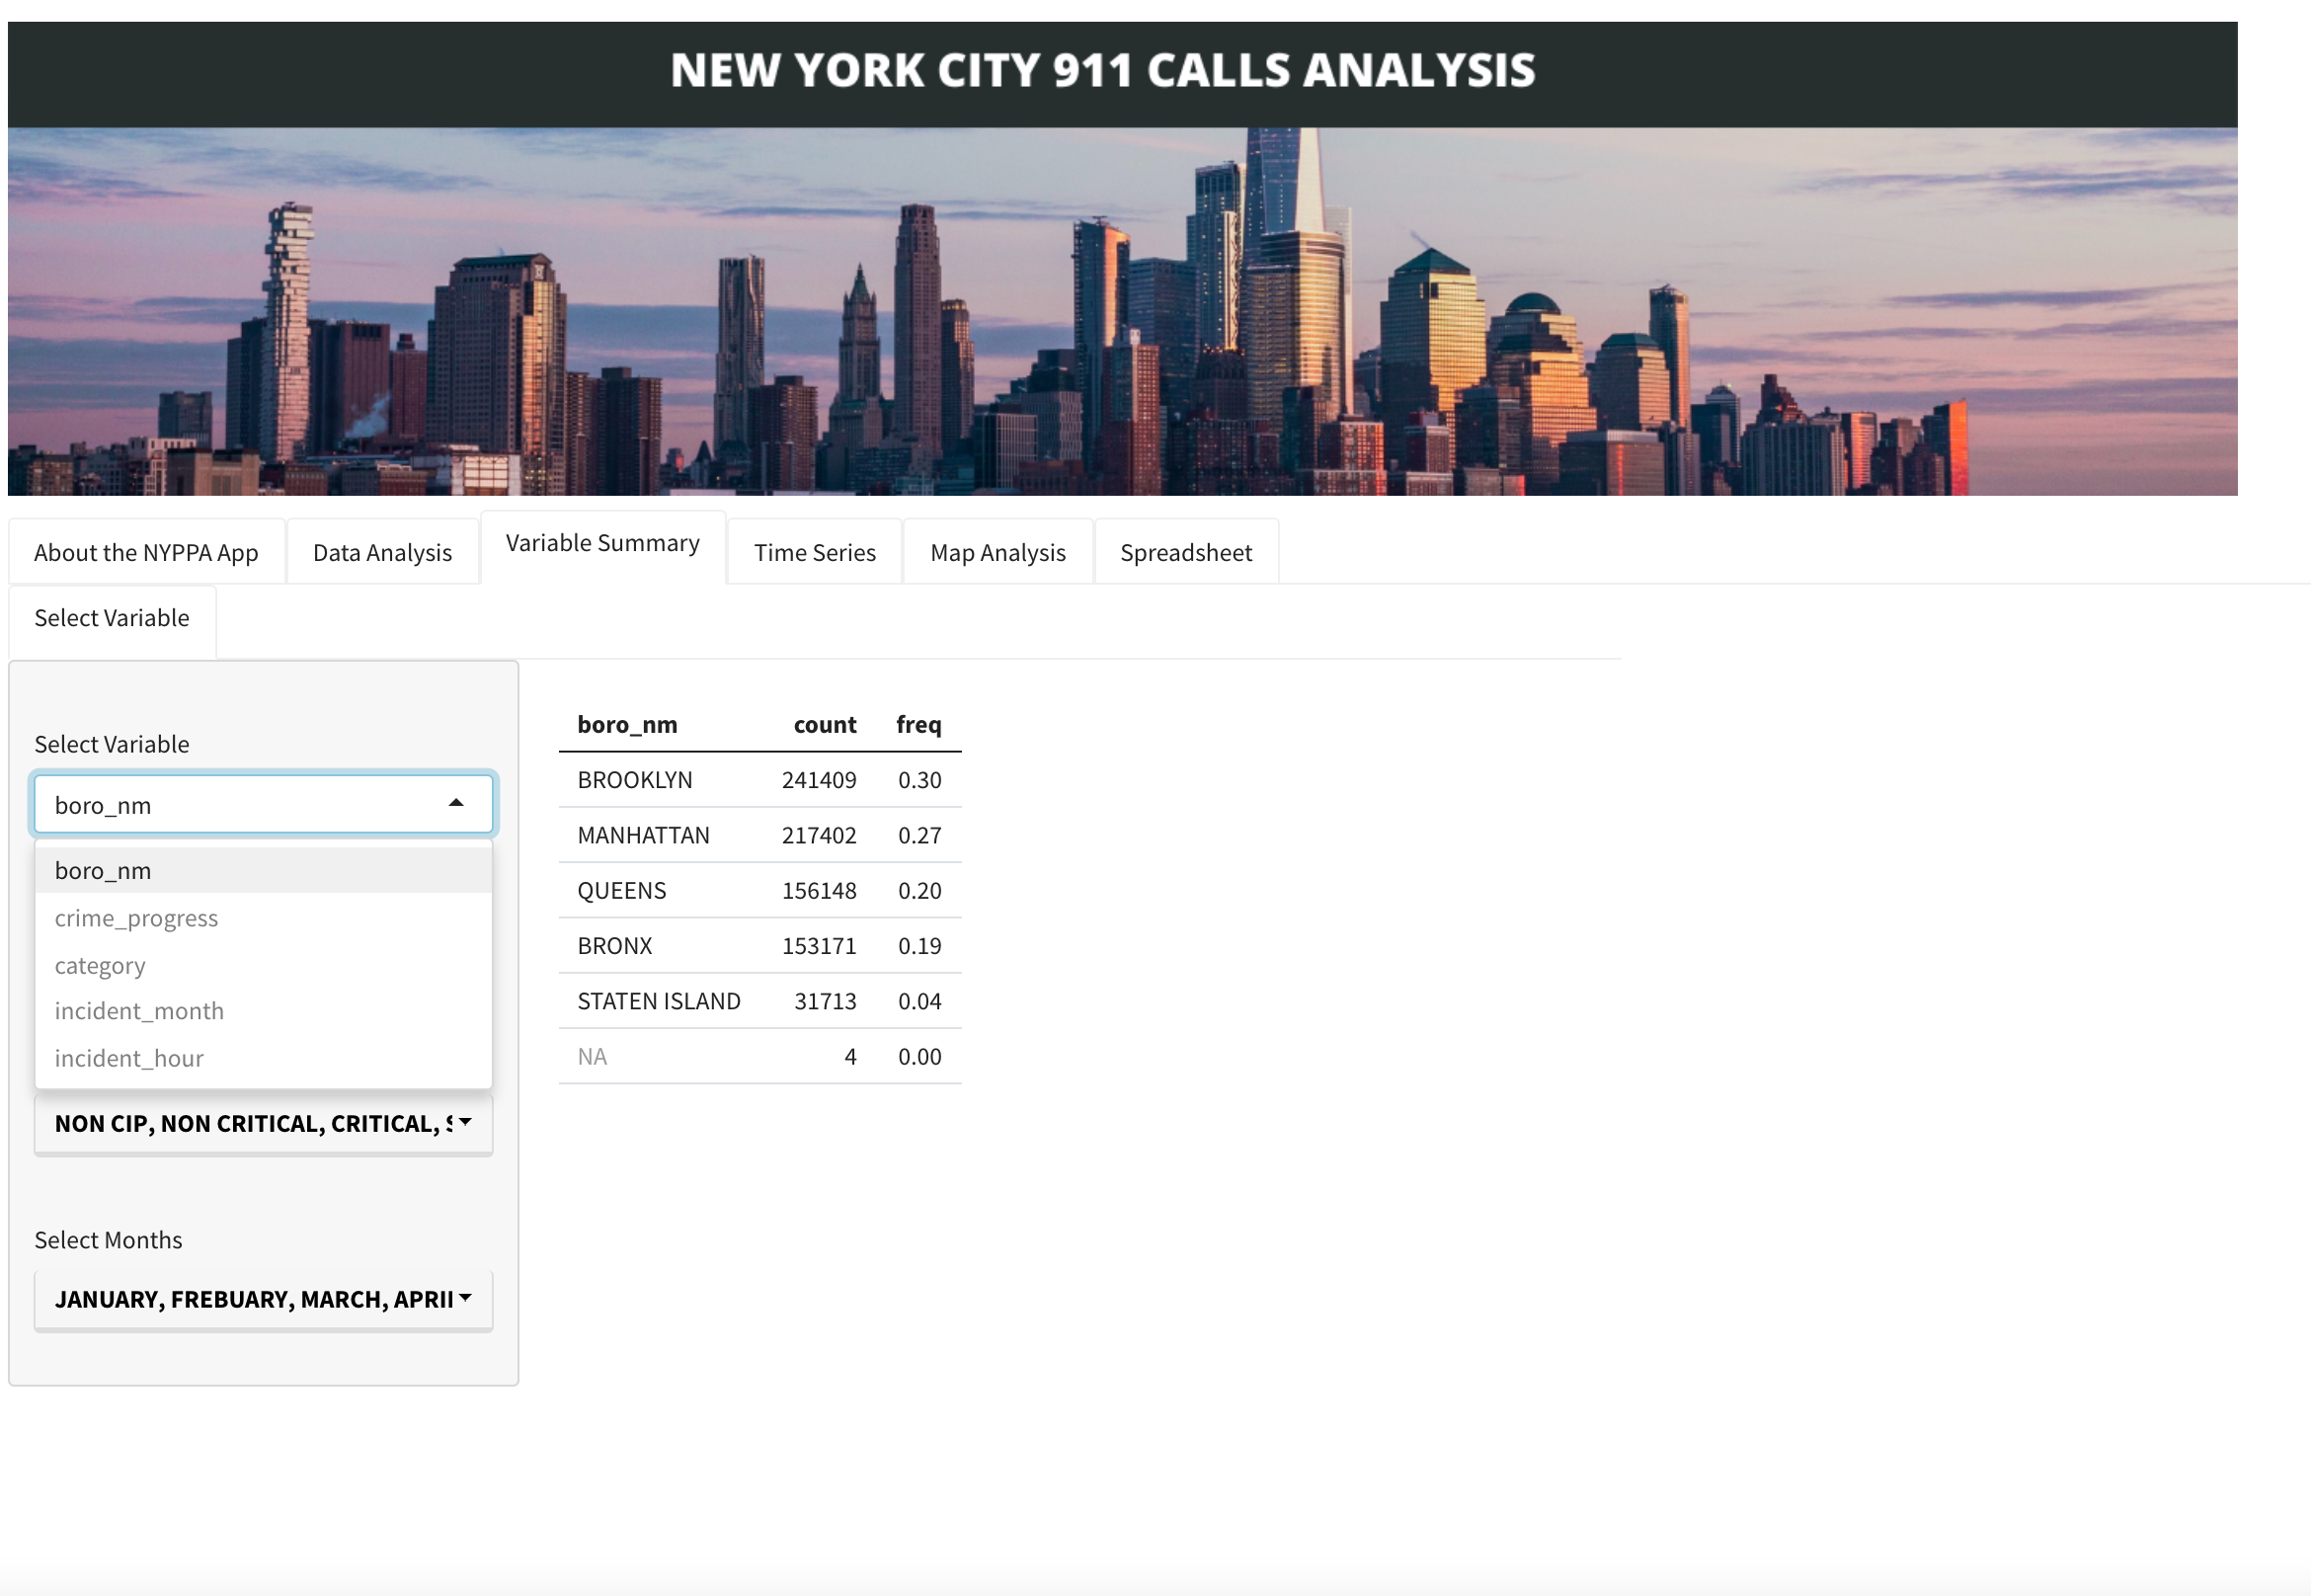 NEW YORK CITY 911 CALLS ANALYSIS
About the NYPPA App Data Analysis Variable Summary Time Series Map Analysis Spreadsheet
Select Variable
Select Variable
boro_nm
boro_nm
crime_progress
category
incident_month
incident_hour
NON CIP, NON CRITICAL, CRITICAL,
Select Months
JANUARY, FREBUARY, MARCH,
boro_nm count freq
BROOKLYN 241409 0.30
MANHATTAN 217402 0.27
QUEENS 156148 0.20
BRONX 153171 0.19
STATEN ISLAND 31713 0.04
NA 4 0.00